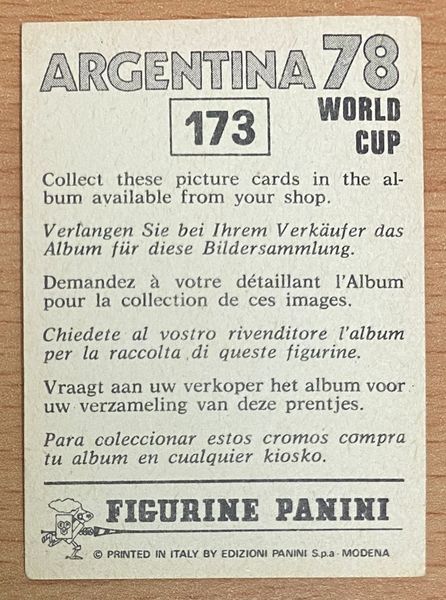 ARGENTINA 78
173
WORLD
CUP
Collect these picture cards in the al-
bum available from your shop.
Verlangen Sie bei Ihrem Verkäufer das
Album für diese Bildersammlung.
Demandez à votre détaillant l'Album
pour la collection de ces images.
Chiedete al vostro rivenditore l'album
per la raccolta di queste figurine.
Vraagt aan uw verkoper het album voor
uw verzameling van deze prentjes.
Para coleccionar estos cromos compra
tu album en cualquier kiosko.
FIGURINE PANINI
© PRINTED IN ITALY BY EDIZIONI PANINI S.p.a - MODENA